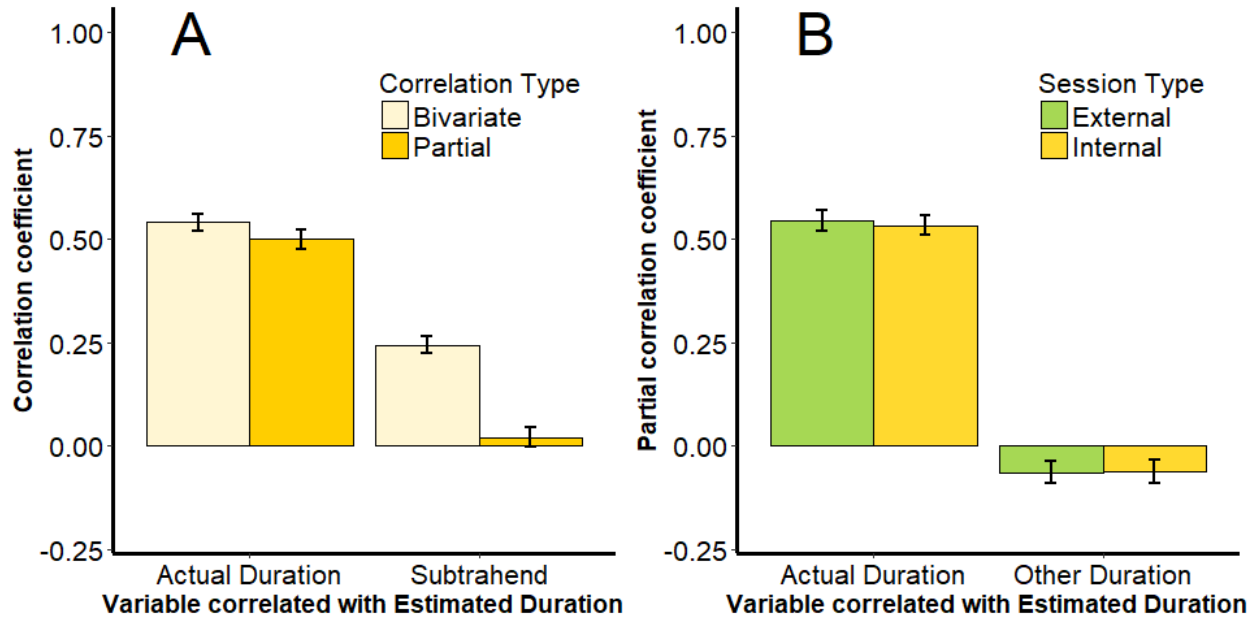 A
Correlation Type
Bivariate
Partial
1.00
0.75
0.50
0.25
0.00
-0.25
Correlation coefficient
Actual Duration
Subtrahend
Variable correlated with Estimated Duration
B
Session Type
External
Internal
1.00
0.75
0.50
0.25
0.00
-0.25
Partial correlation coefficient
Actual Duration
Other Duration
Variable correlated with Estimated Duration